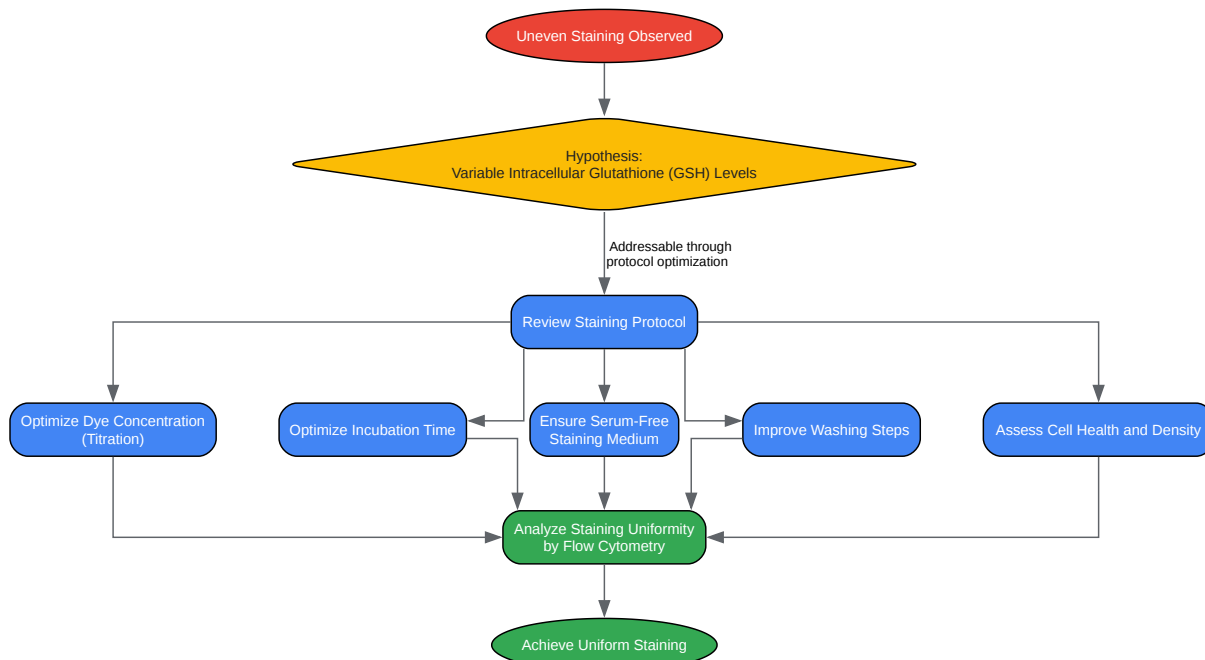 Uneven Staining Observed
Hypothesis:
Variable Intracellular Glutathione (GSH) Levels
Addressable through
protocol optimization
Review Staining Protocol
Optimize Dye Concentration
(Titration)
Optimize Incubation Time
Ensure Serum-Free
Staining Medium
Improve Washing Steps
Assess Cell Health and Density
Analyze Staining Uniformity
by Flow Cytometry
Achieve Uniform Staining